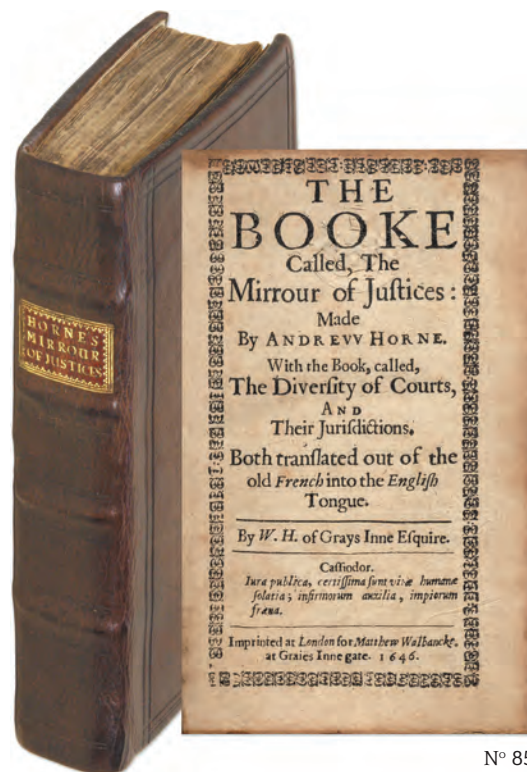 HORNES
MIRROUR
OF JUSTICES
THE
BOOKE
Called, The
Mirrour of Juſtices:
Made
By ANDREVV HORNE.
With the Book, called,
The Diverſity of Courts,
AND
Their Juriſdictions.
Both tranſlated out of the
old French into the Engliſh
Tongue.
By W. H. of Grays Inne Eſquire.
Caſſiodor.
Iura publica, certiſſima ſunt vitæ humanæ
ſolatia; infirmorum auxilia, impiorum
fræna.
Imprinted at London for Matthew Walbancke.
at Graies Inne gate. 1646.
N° 85